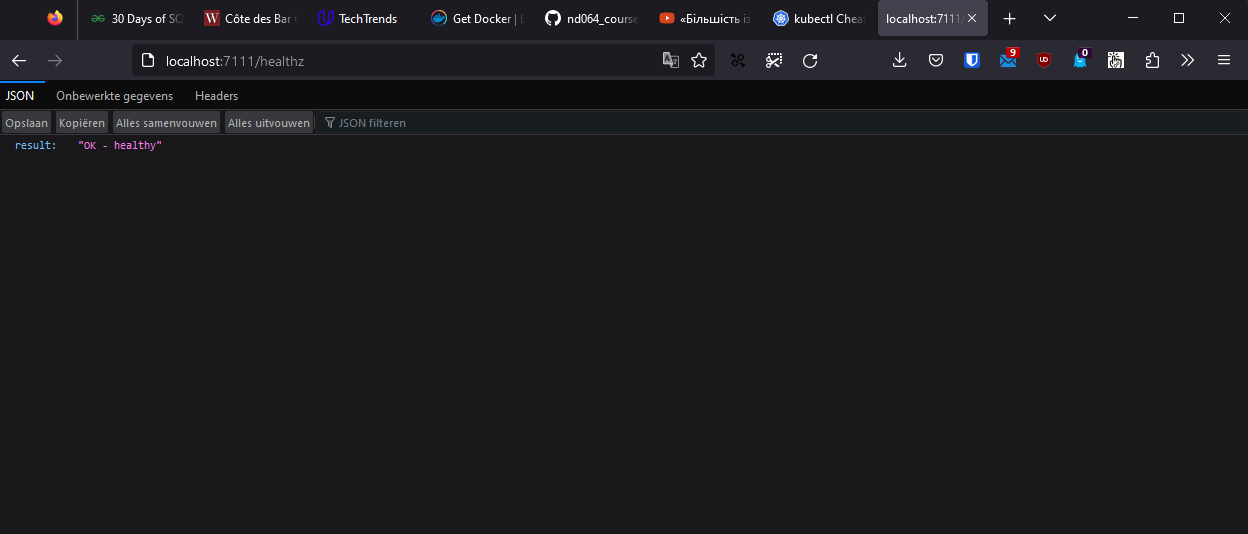 30 Days of SQ
Côte des Bar
TechTrends
Get Docker |
nd064_course
«Більшість із
kubectl Chea
localhost:7111/
localhost:7111/healthz
9
0
JSON
Onbewerkte gegevens
Headers
Opslaan
Kopiëren
Alles samenvouwen
Alles uitvouwen
JSON filteren
result: "OK - healthy"